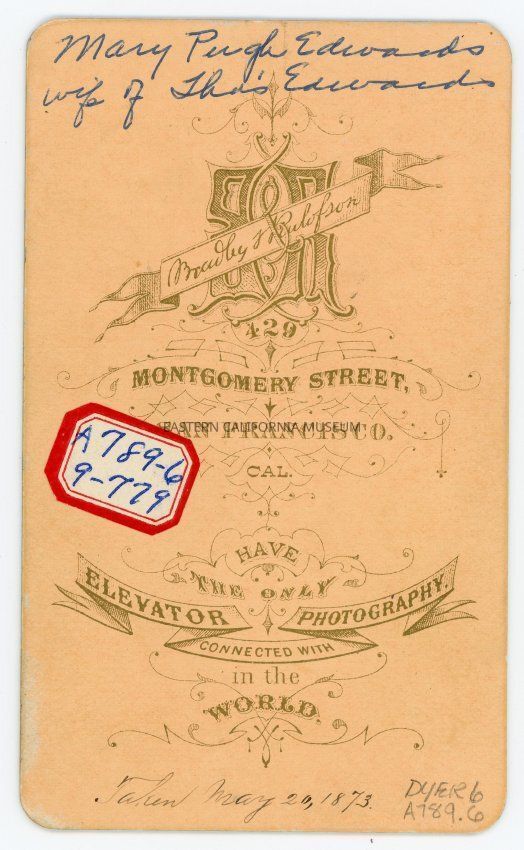 Mary Pugh Edwards
wife of Thos Edwards
Bradley & Rulofson
429
MONTGOMERY STREET,
SAN FRANCISCO.
EASTERN CALIFORNIA MUSEUM
CAL.
A789-6
9-779
HAVE
THE ONLY
ELEVATOR PHOTOGRAPHY.
CONNECTED WITH
in the
WORLD.
Taken May 20, 1873.
DYER 6
A789.6